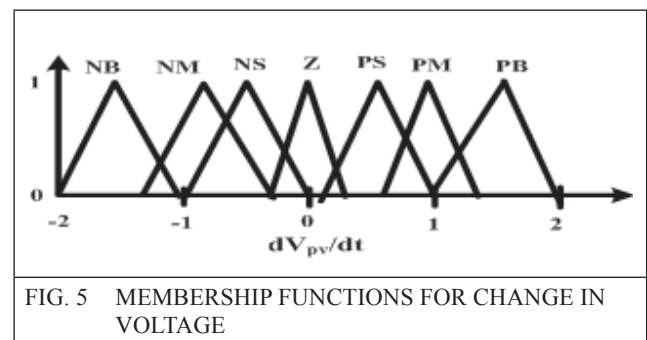 NB NM NS Z PS PM PB
1
0
-2 -1 0 1 2
dVpv/dt
FIG. 5 MEMBERSHIP FUNCTIONS FOR CHANGE IN
VOLTAGE